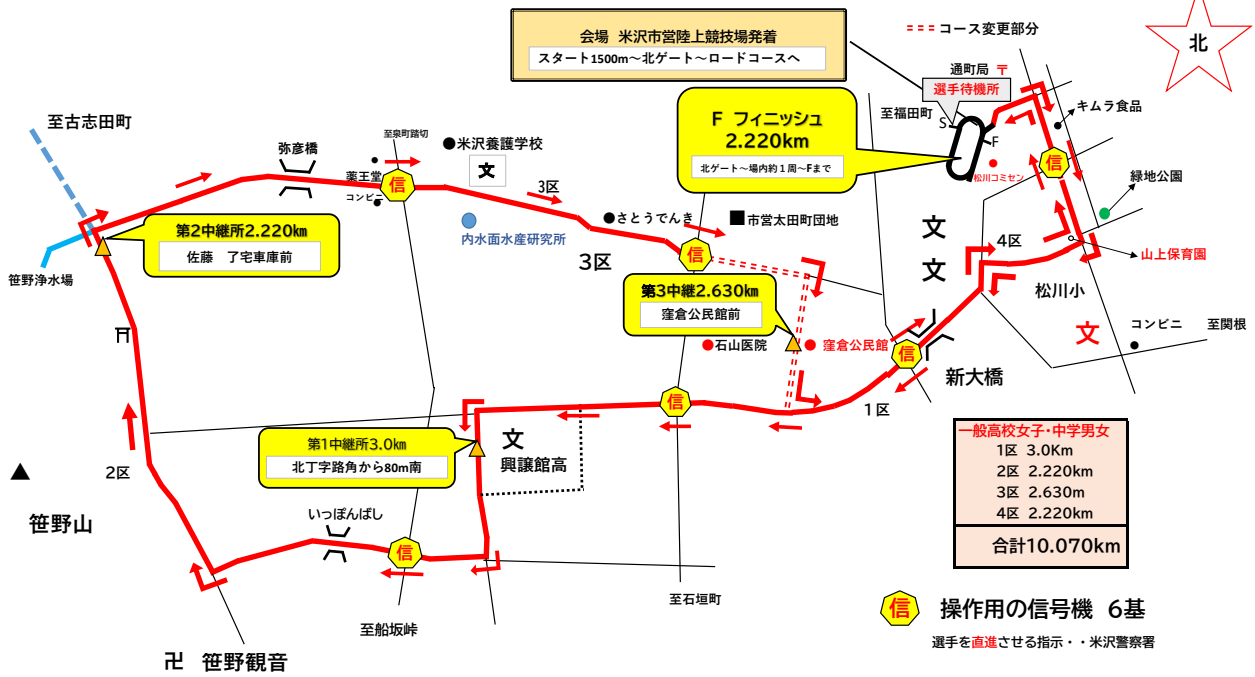 会場 米沢市営陸上競技場発着
スタート1500m～北ゲート～ロードコースへ
コース変更部分
北
通町局 〒
選手待機所
キムラ食品
至福田町
S
F
松川コミセン
F フィニッシュ
2.220km
北ゲート～場内約１周～Fまで
信
緑地公園
至古志田町
弥彦橋
至泉町踏切
薬王堂
コンビニ
信
米沢養護学校
文
3区
内水面水産研究所
さとうでんき
市営太田町団地
信
3区
文
文
4区
山上保育園
松川小
文
コンビニ
至関根
第2中継所2.220km
佐藤 了宅車庫前
笹野浄水場
第3中継2.630km
窪倉公民館前
石山医院
窪倉公民館
信
新大橋
1区
信
第1中継所3.0km
北丁字路角から80m南
文
興譲館高
2区
笹野山
いっぽんばし
信
至船坂峠
至石垣町
卍 笹野観音
一般高校女子・中学男女
1区 3.0Km
2区 2.220km
3区 2.630m
4区 2.220km
合計10.070km
信 操作用の信号機 6基
選手を直進させる指示・・米沢警察署